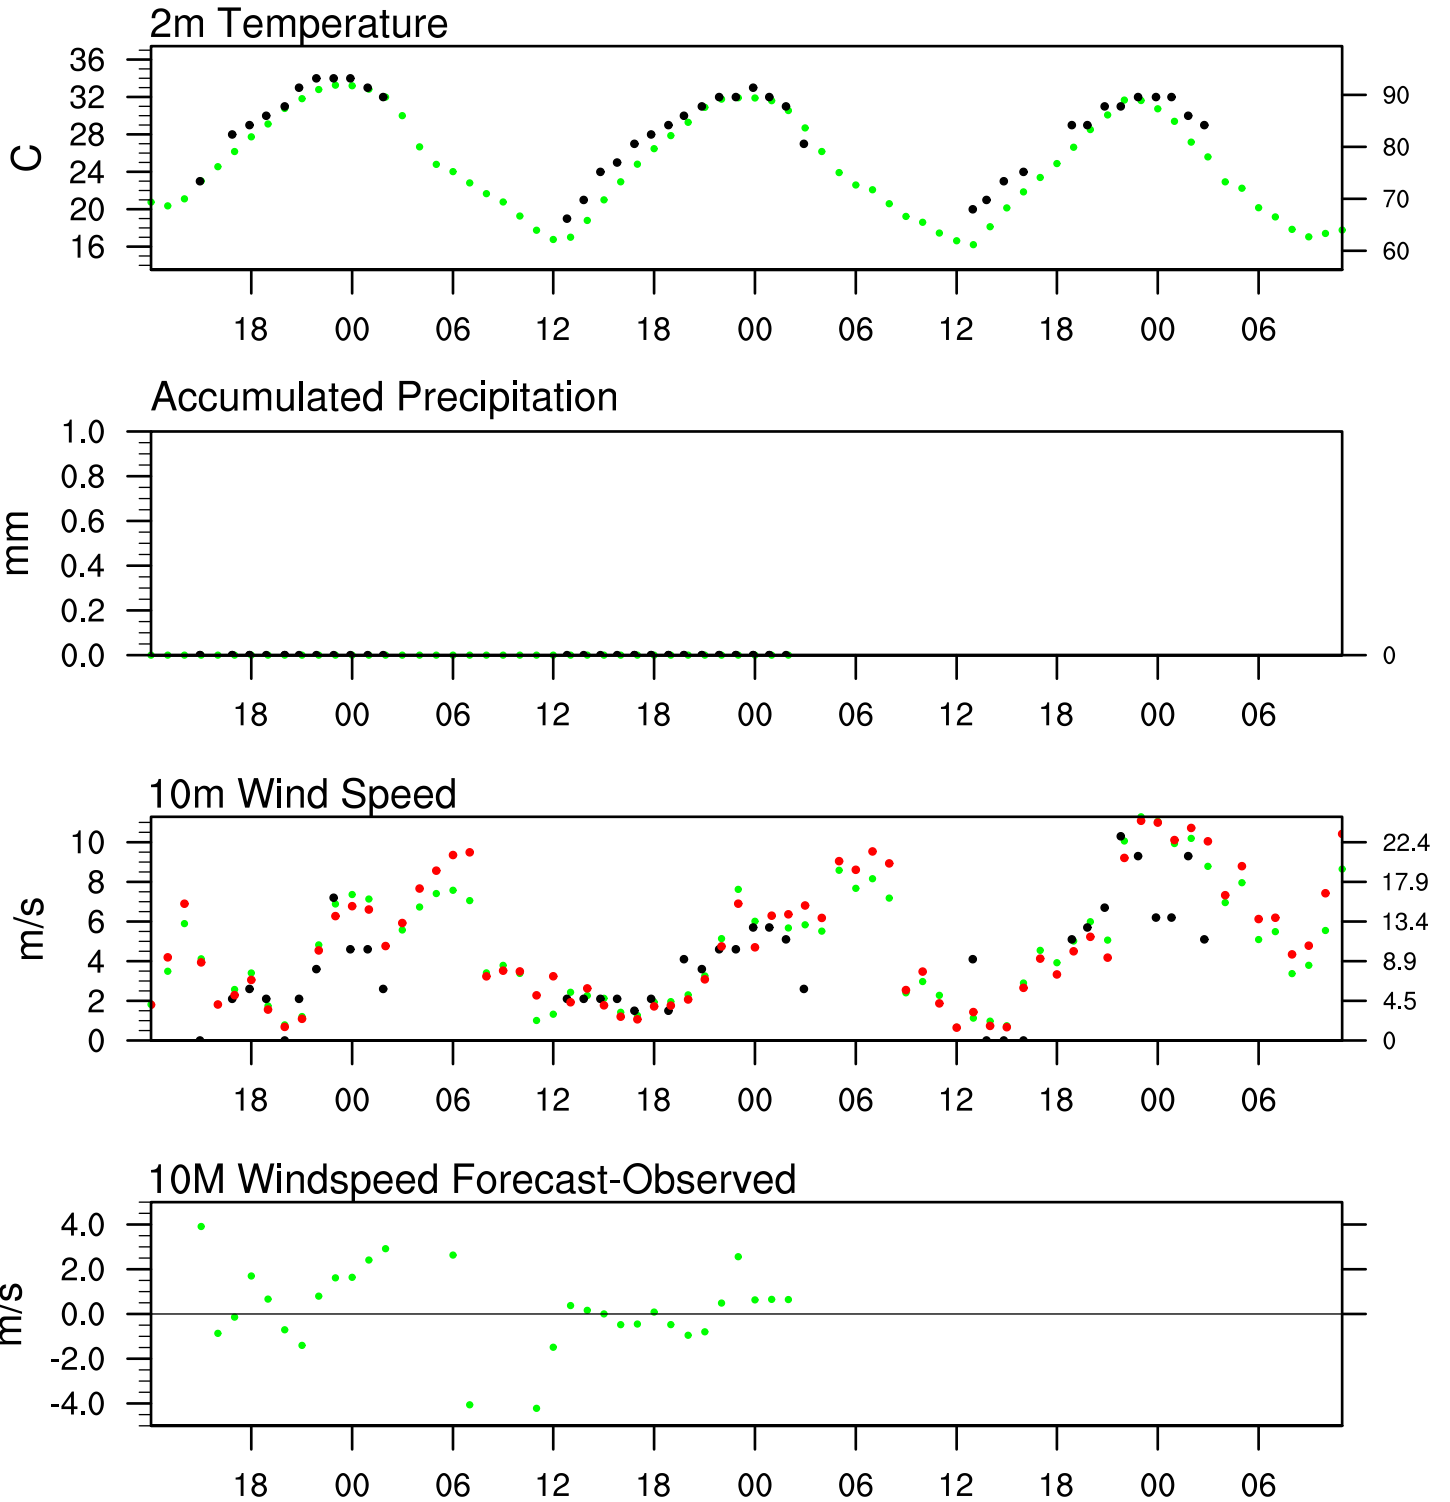 2m Temperature
36
32
28
24
20
16
C
90
80
70
60
18 00 06 12 18 00 06 12 18 00 06
Accumulated Precipitation
1.0
0.8
0.6
0.4
0.2
0.0
mm
0
18 00 06 12 18 00 06 12 18 00 06
10m Wind Speed
10
8
6
4
2
0
m/s
22.4
17.9
13.4
8.9
4.5
0
18 00 06 12 18 00 06 12 18 00 06
10M Windspeed Forecast-Observed
4.0
2.0
0.0
-2.0
-4.0
m/s
18 00 06 12 18 00 06 12 18 00 06